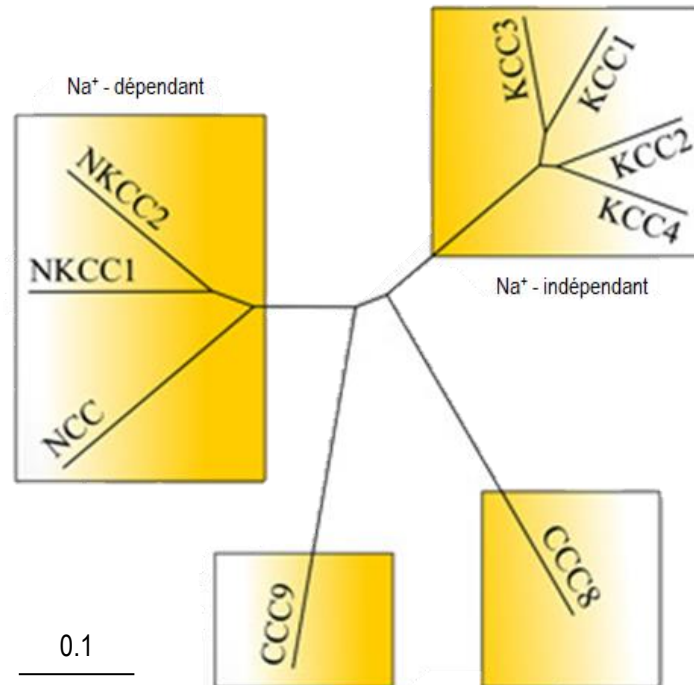 Na⁺ - dépendant
NKCC2
NKCC1
NCC
KCC3
KCC1
KCC2
KCC4
Na⁺ - indépendant
CCC9
CCC8
0.1